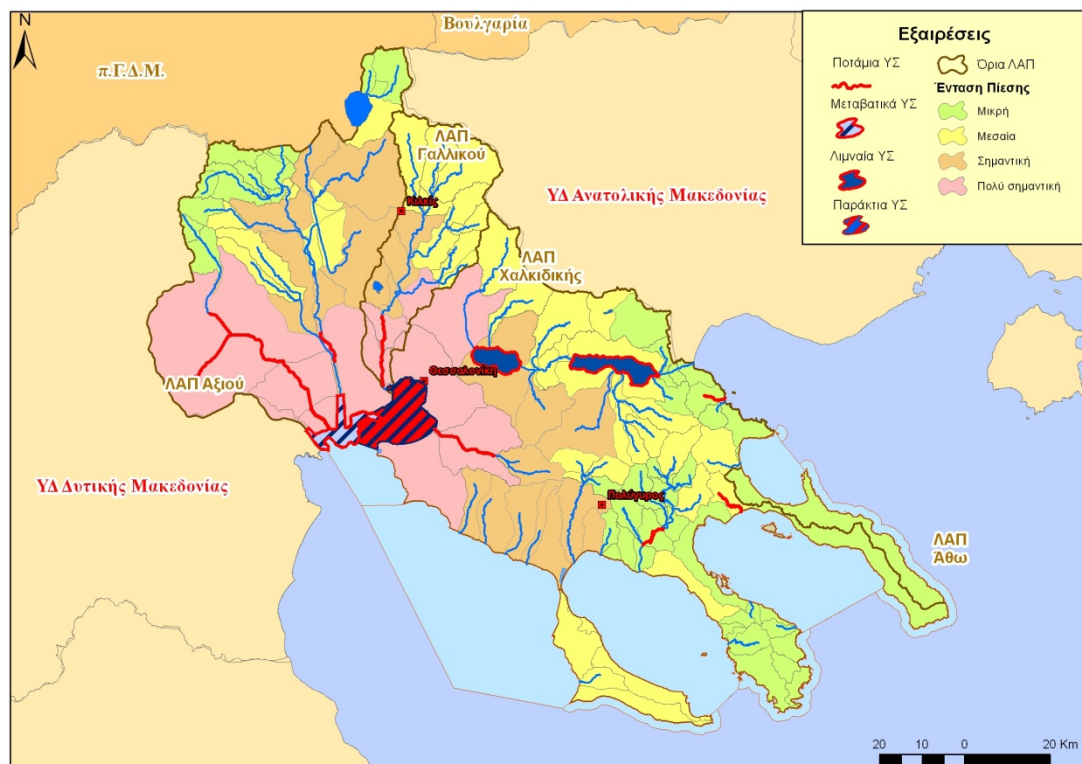 N
Βουλγαρία
π.Γ.Δ.Μ.
ΛΑΠ
Γαλλικού
Κιλκίς
ΥΔ Ανατολικής Μακεδονίας
ΛΑΠ
Χαλκιδικής
Θεσσαλονίκη
ΛΑΠ Αξιού
ΥΔ Δυτικής Μακεδονίας
Πολύγυρος
ΛΑΠ
Άθω
Εξαιρέσεις
Ποτάμια ΥΣ
Μεταβατικά ΥΣ
Λιμναία ΥΣ
Παράκτια ΥΣ
Όρια ΛΑΠ
Ένταση Πίεσης
Μικρή
Μεσαία
Σημαντική
Πολύ σημαντική
20 10 0 20 Km